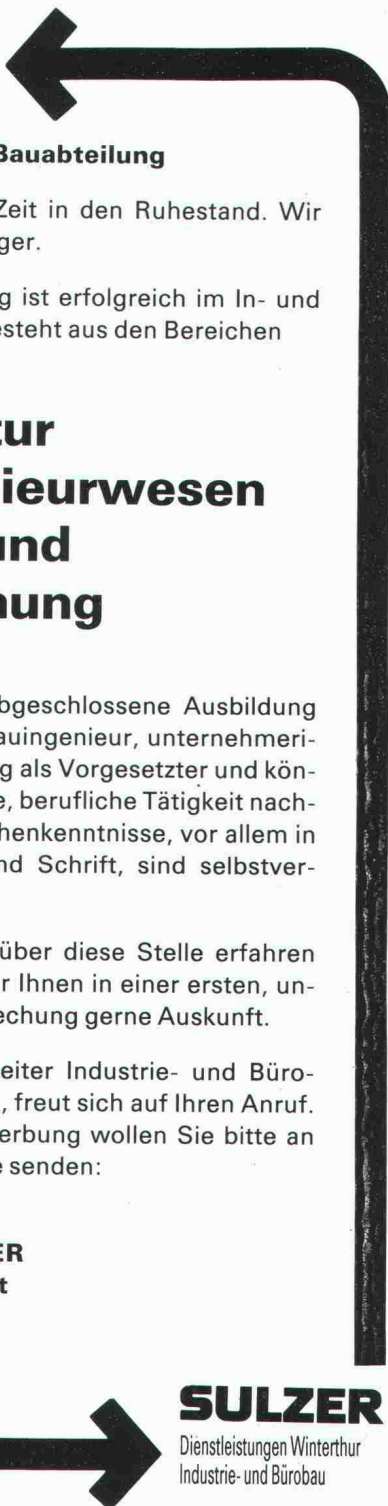 Bauabteilung
Zeit in den Ruhestand. Wir
ger.
g ist erfolgreich im In- und
esteht aus den Bereichen
tur
ieurwesen
und
nung
bgeschlossene Ausbildung
auingenieur, unternehmeri-
g als Vorgesetzter und kön-
e, berufliche Tätigkeit nach-
chenkenntnisse, vor allem in
nd Schrift, sind selbstver-
über diese Stelle erfahren
r Ihnen in einer ersten, un-
echung gerne Auskunft.
eiter Industrie- und Büro-
, freut sich auf Ihren Anruf.
erbung wollen Sie bitte an
e senden:
ER
t
SULZER
Dienstleistungen Winterthur
Industrie- und Bürobau